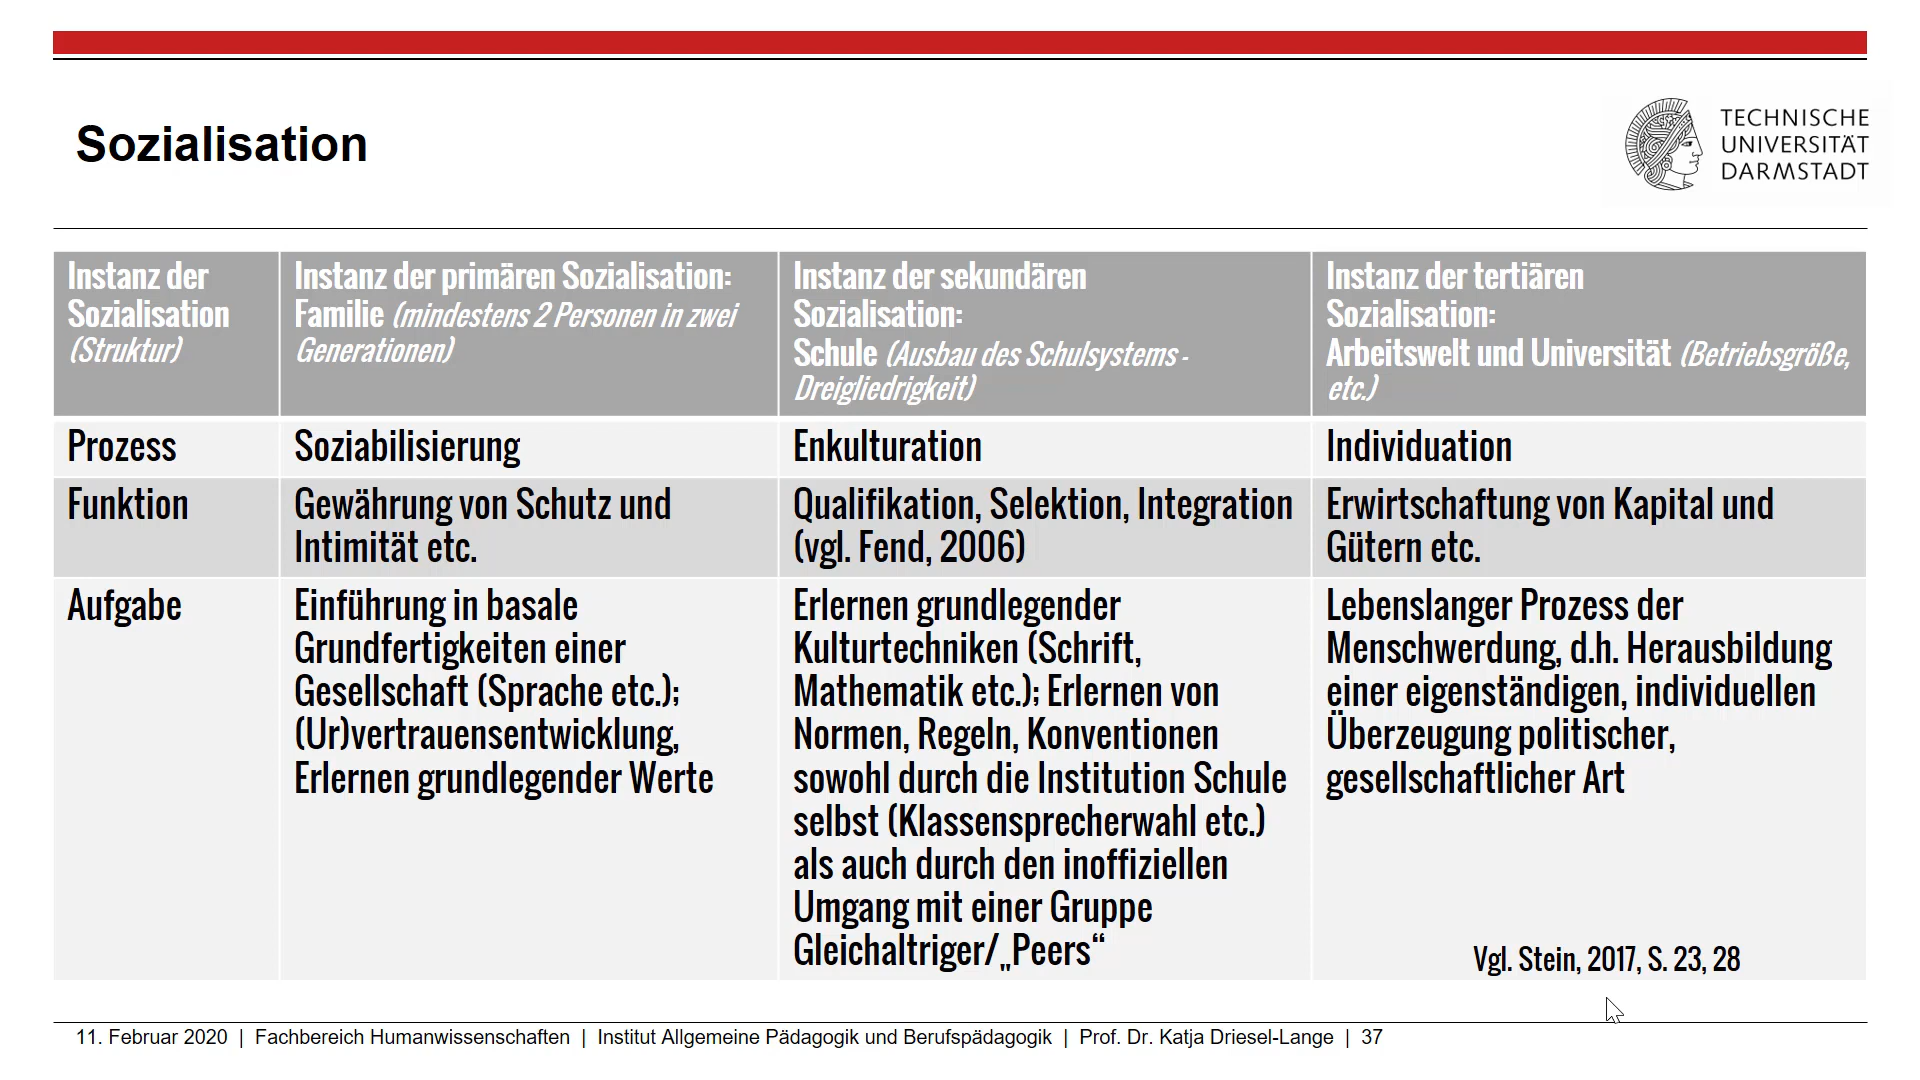 Sozialisation
TECHNISCHE
UNIVERSITÄT
DARMSTADT
Instanz der
Sozialisation
(Struktur)
Instanz der primären Sozialisation:
Familie (mindestens 2 Personen in zwei
Generationen)
Instanz der sekundären
Sozialisation:
Schule (Ausbau des Schulsystems -
Dreigliedrigkeit)
Instanz der tertiären
Sozialisation:
Arbeitswelt und Universität (Betriebsgröße,
etc.)
Prozess
Soziabilisierung
Enkulturation
Individuation
Funktion
Gewährung von Schutz und
Intimität etc.
Qualifikation, Selektion, Integration
(vgl. Fend, 2006)
Erwirtschaftung von Kapital und
Gütern etc.
Aufgabe
Einführung in basale
Grundfertigkeiten einer
Gesellschaft (Sprache etc.);
(Ur)vertrauensentwicklung,
Erlernen grundlegender Werte
Erlernen grundlegender
Kulturtechniken (Schrift,
Mathematik etc.); Erlernen von
Normen, Regeln, Konventionen
sowohl durch die Institution Schule
selbst (Klassensprecherwahl etc.)
als auch durch den inoffiziellen
Umgang mit einer Gruppe
Gleichaltriger/„Peers“
Lebenslanger Prozess der
Menschwerdung, d.h. Herausbildung
einer eigenständigen, individuellen
Überzeugung politischer,
gesellschaftlicher Art
Vgl. Stein, 2017, S. 23, 28
11. Februar 2020 | Fachbereich Humanwissenschaften | Institut Allgemeine Pädagogik und Berufspädagogik | Prof. Dr. Katja Driesel-Lange | 37